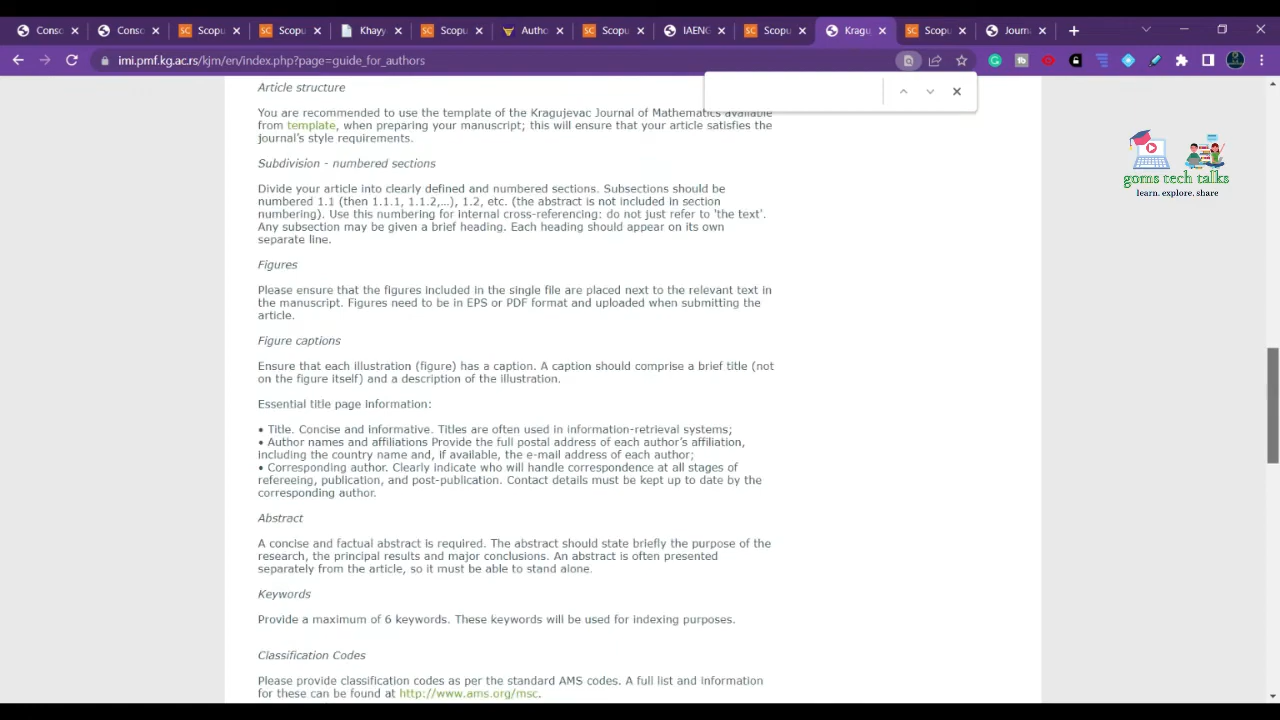 Conso
Conso
Scopu
Scopu
Khayy
Scopu
Autho
Scopu
IAENG
Scopu
Kragu
Scopu
Journa
imi.pmf.kg.ac.rs/kjm/en/index.php?page=guide_for_authors
Article structure
You are recommended to use the template of the Kragujevac Journal of Mathematics available
from template, when preparing your manuscript; this will ensure that your article satisfies the
journal's style requirements.
Subdivision - numbered sections
Divide your article into clearly defined and numbered sections. Subsections should be
numbered 1.1 (then 1.1.1, 1.1.2,…), 1.2, etc. (the abstract is not included in section
numbering). Use this numbering for internal cross-referencing: do not just refer to 'the text'.
Any subsection may be given a brief heading. Each heading should appear on its own
separate line.
Figures
Please ensure that the figures included in the single file are placed next to the relevant text in
the manuscript. Figures need to be in EPS or PDF format and uploaded when submitting the
article.
Figure captions
Ensure that each illustration (figure) has a caption. A caption should comprise a brief title (not
on the figure itself) and a description of the illustration.
Essential title page information:
• Title. Concise and informative. Titles are often used in information-retrieval systems;
• Author names and affiliations Provide the full postal address of each author's affiliation,
including the country name and, if available, the e-mail address of each author;
• Corresponding author. Clearly indicate who will handle correspondence at all stages of
refereeing, publication, and post-publication. Contact details must be kept up to date by the
corresponding author.
Abstract
A concise and factual abstract is required. The abstract should state briefly the purpose of the
research, the principal results and major conclusions. An abstract is often presented
separately from the article, so it must be able to stand alone.
Keywords
Provide a maximum of 6 keywords. These keywords will be used for indexing purposes.
Classification Codes
Please provide classification codes as per the standard AMS codes. A full list and information
for these can be found at http://www.ams.org/msc.
goms tech talks
learn. explore. share